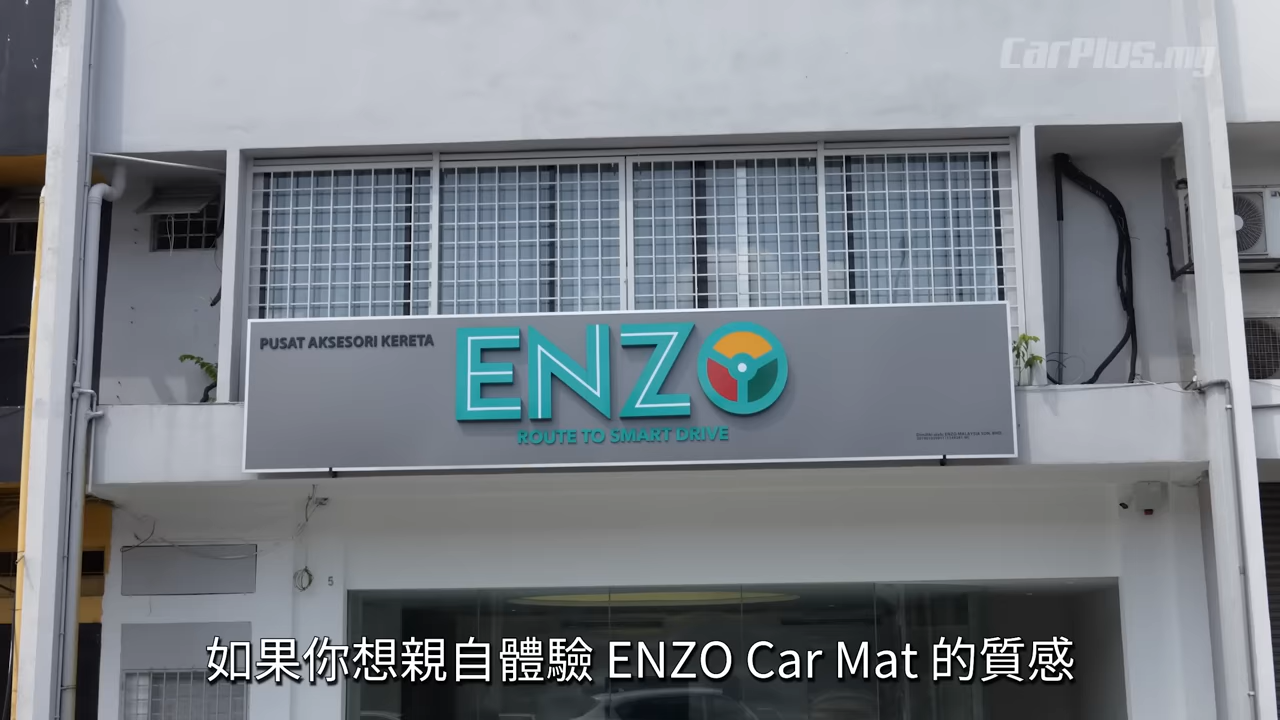 CarPlus.my
PUSAT AKSESORI KERETA
ENZO
ROUTE TO SMART DRIVE
5
如果你想親自體驗 ENZO Car Mat 的質感